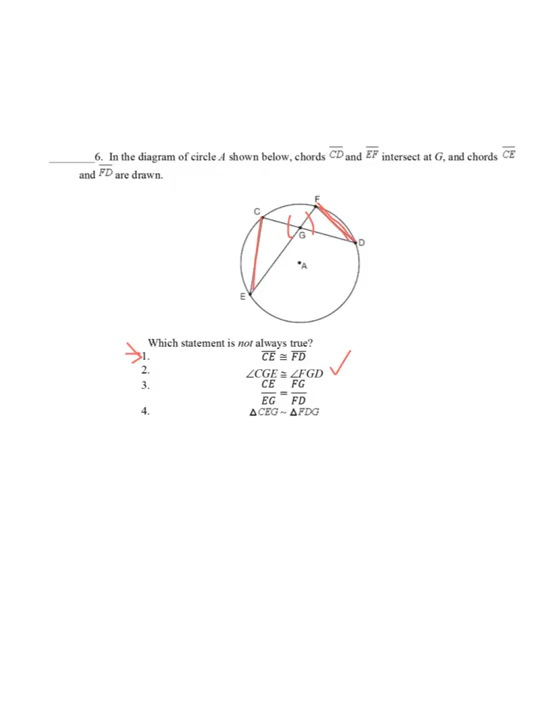 ________6. In the diagram of circle A shown below, chords CD and EF intersect at G, and chords CE
and FD are drawn.
F
C
G
D
A
E
Which statement is not always true?
1. CE ≅ FD
2. ∠CGE ≅ ∠FGD
3. CE/EG = FG/FD
4. △CEG ~ △FDG